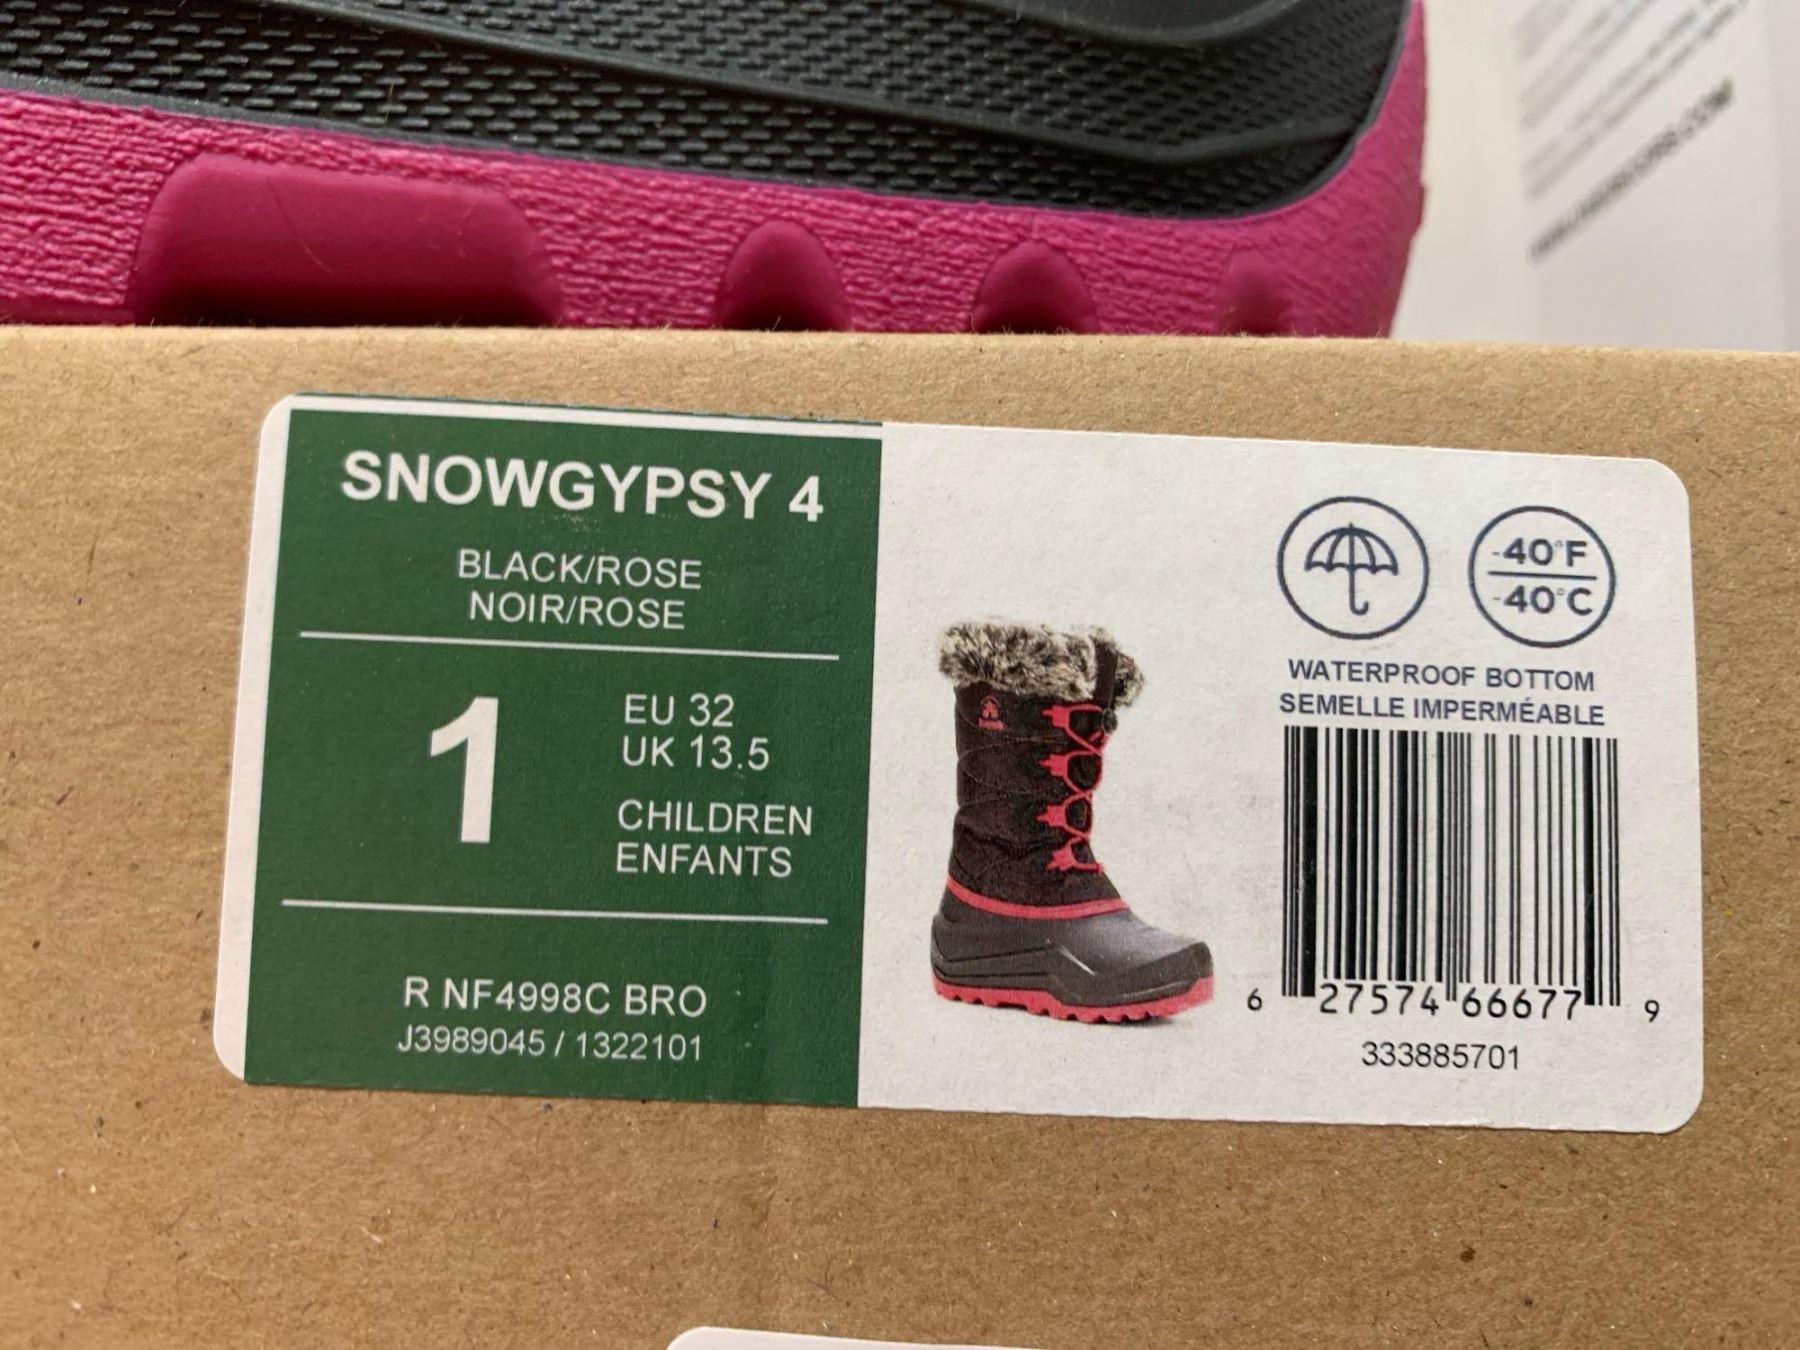 SNOWGYPSY 4
BLACK/ROSE
NOIR/ROSE
1
EU 32
UK 13.5
CHILDREN
ENFANTS
R NF4998C BRO
J3989045 / 1322101
-40°F
-40°C
WATERPROOF BOTTOM
SEMELLE IMPERMÉABLE
6 27574 66677 9
333885701